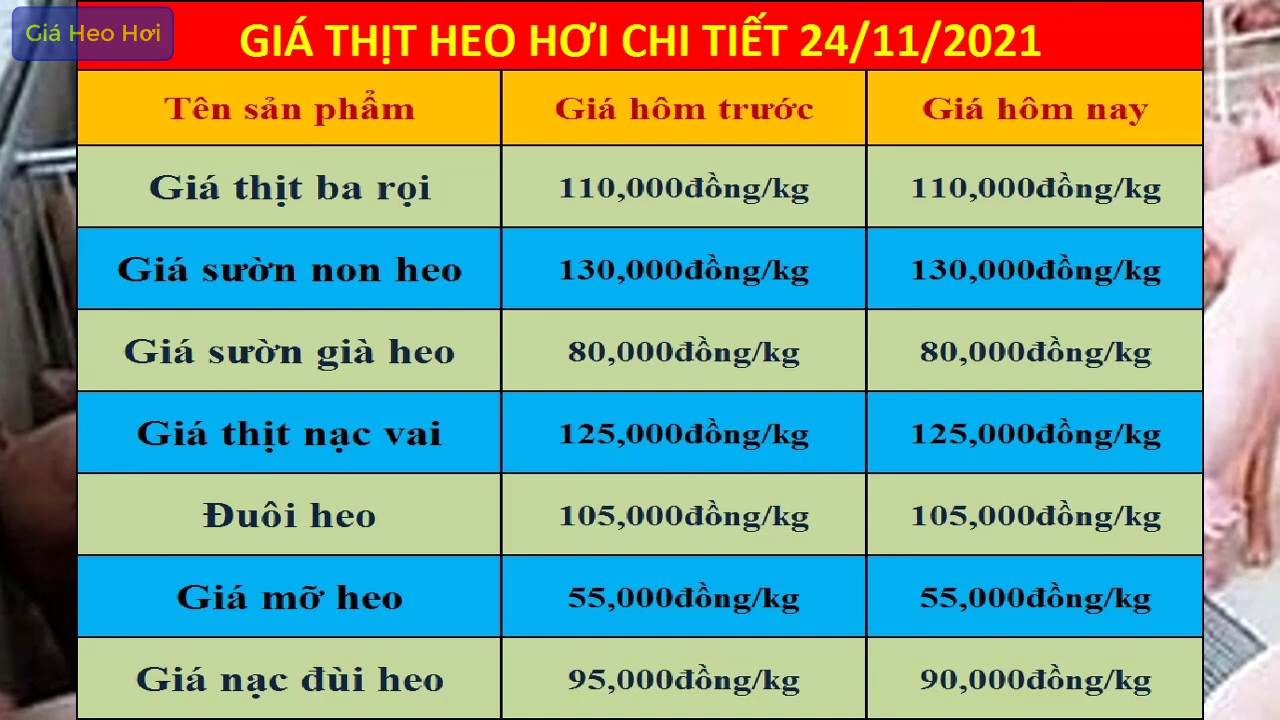 Giá Heo Hơi
GIÁ THỊT HEO HƠI CHI TIẾT 24/11/2021
Tên sản phẩm Giá hôm trước Giá hôm nay
Giá thịt ba rọi 110,000đồng/kg 110,000đồng/kg
Giá sườn non heo 130,000đồng/kg 130,000đồng/kg
Giá sườn già heo 80,000đồng/kg 80,000đồng/kg
Giá thịt nạc vai 125,000đồng/kg 125,000đồng/kg
Đuôi heo 105,000đồng/kg 105,000đồng/kg
Giá mỡ heo 55,000đồng/kg 55,000đồng/kg
Giá nạc đùi heo 95,000đồng/kg 90,000đồng/kg